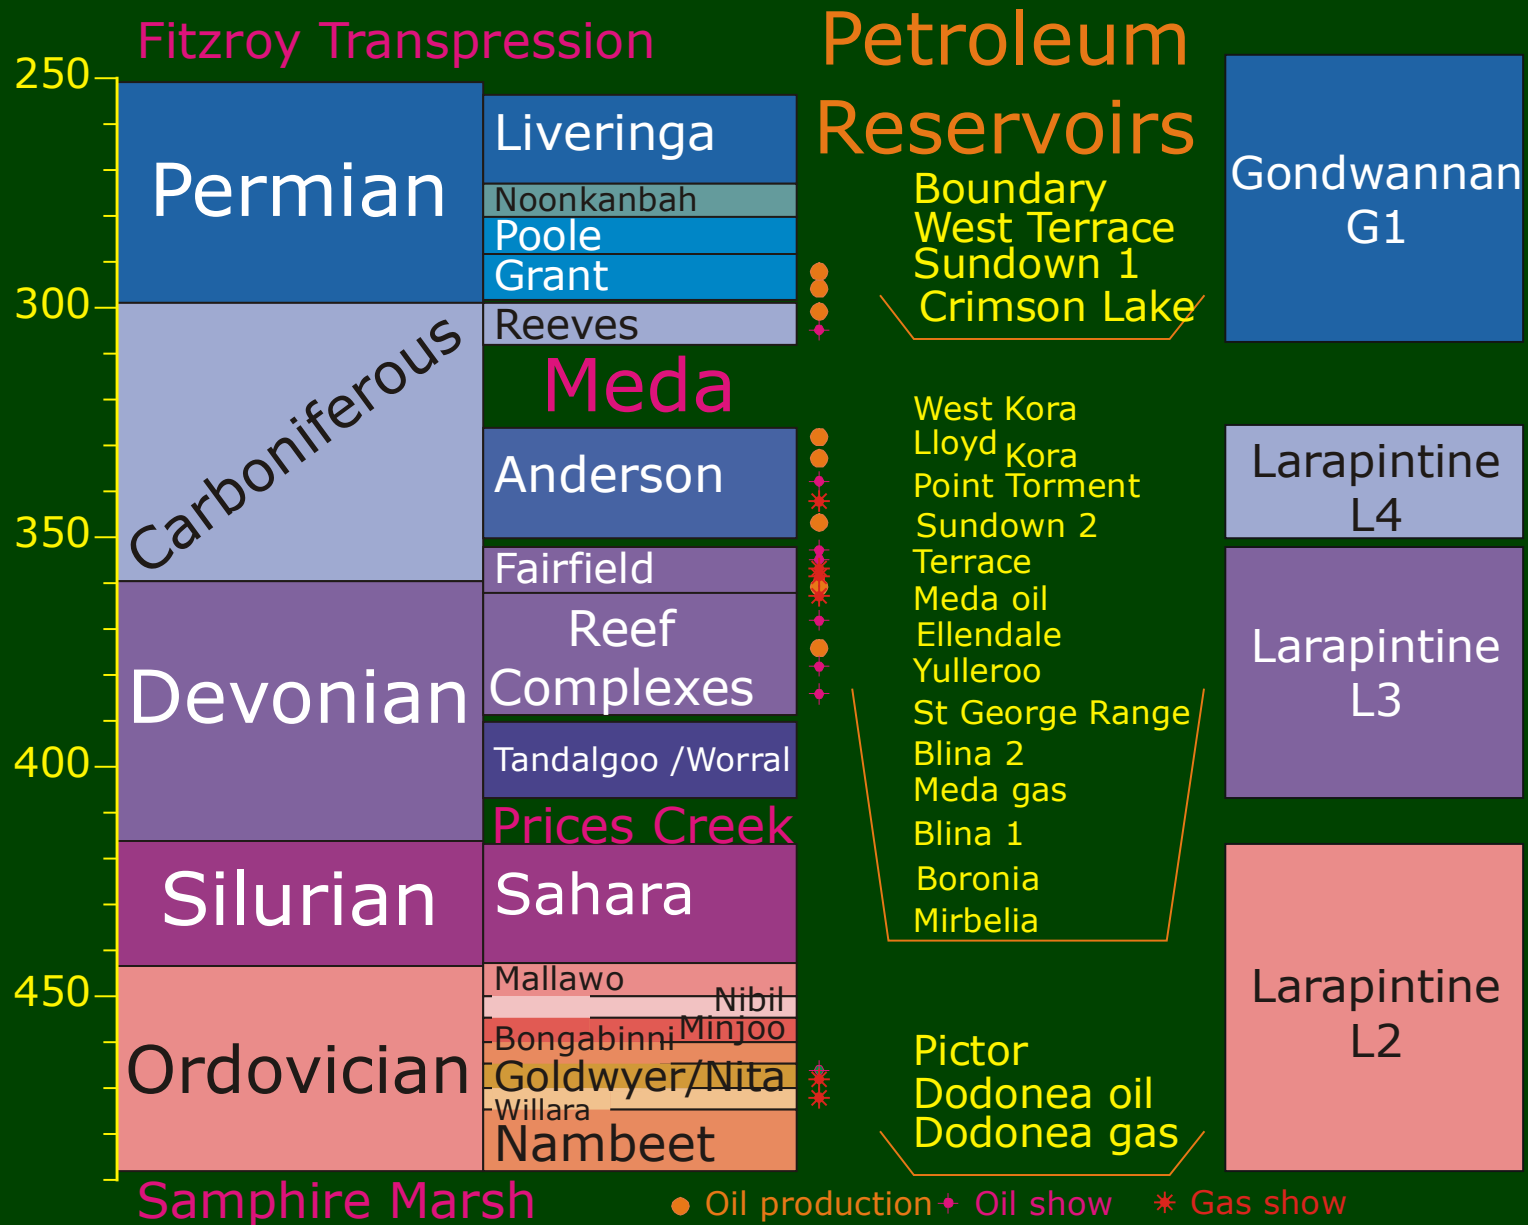 Fitzroy Transpression
Petroleum
Reservoirs
250
300
350
400
450
Permian
Carboniferous
Devonian
Silurian
Ordovician
Liveringa
Noonkanbah
Poole
Grant
Reeves
Meda
Anderson
Fairfield
Reef
Complexes
Tandalgoo /Worral
Prices Creek
Sahara
Mallawo
Nibil
Minjoo
Bongabinni
Goldwyer/Nita
Willara
Nambeet
Boundary
West Terrace
Sundown 1
Crimson Lake
West Kora
Lloyd
Kora
Point Torment
Sundown 2
Terrace
Meda oil
Ellendale
Yulleroo
St George Range
Blina 2
Meda gas
Blina 1
Boronia
Mirbelia
Pictor
Dodonea oil
Dodonea gas
Gondwannan
G1
Larapintine
L4
Larapintine
L3
Larapintine
L2
Samphire Marsh
Oil production
Oil show
Gas show